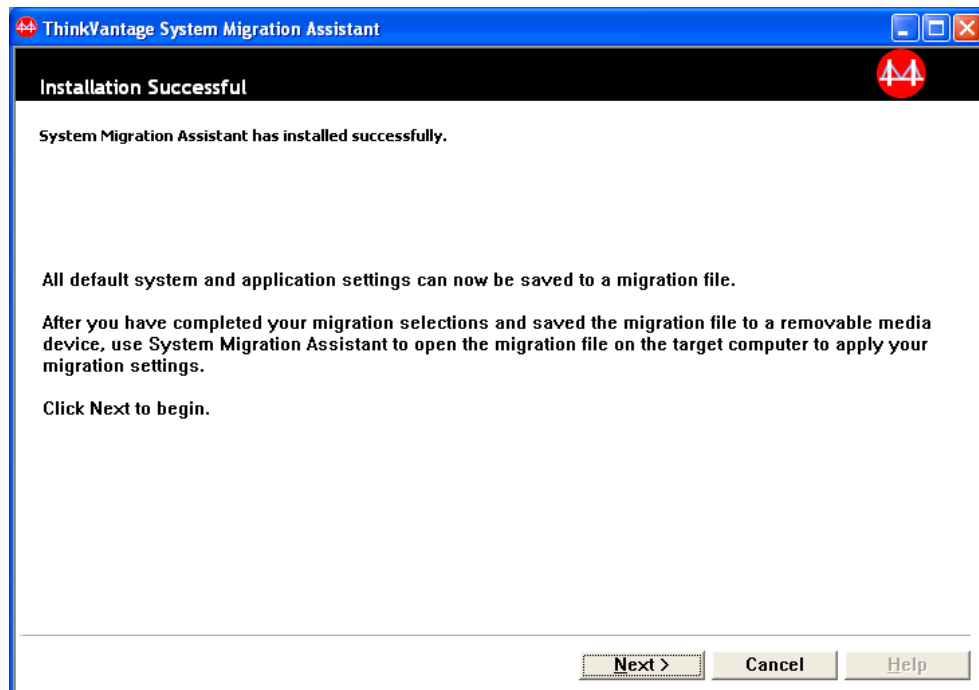 ThinkVantage System Migration Assistant
Installation Successful
System Migration Assistant has installed successfully.
All default system and application settings can now be saved to a migration file.
After you have completed your migration selections and saved the migration file to a removable media
device, use System Migration Assistant to open the migration file on the target computer to apply your
migration settings.
Click Next to begin.
Next >
Cancel
Help